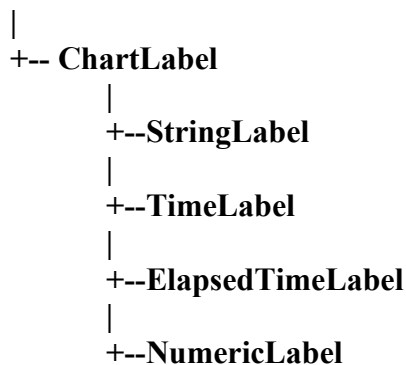 |
+-- ChartLabel
|
+--StringLabel
|
+--TimeLabel
|
+--ElapsedTimeLabel
|
+--NumericLabel